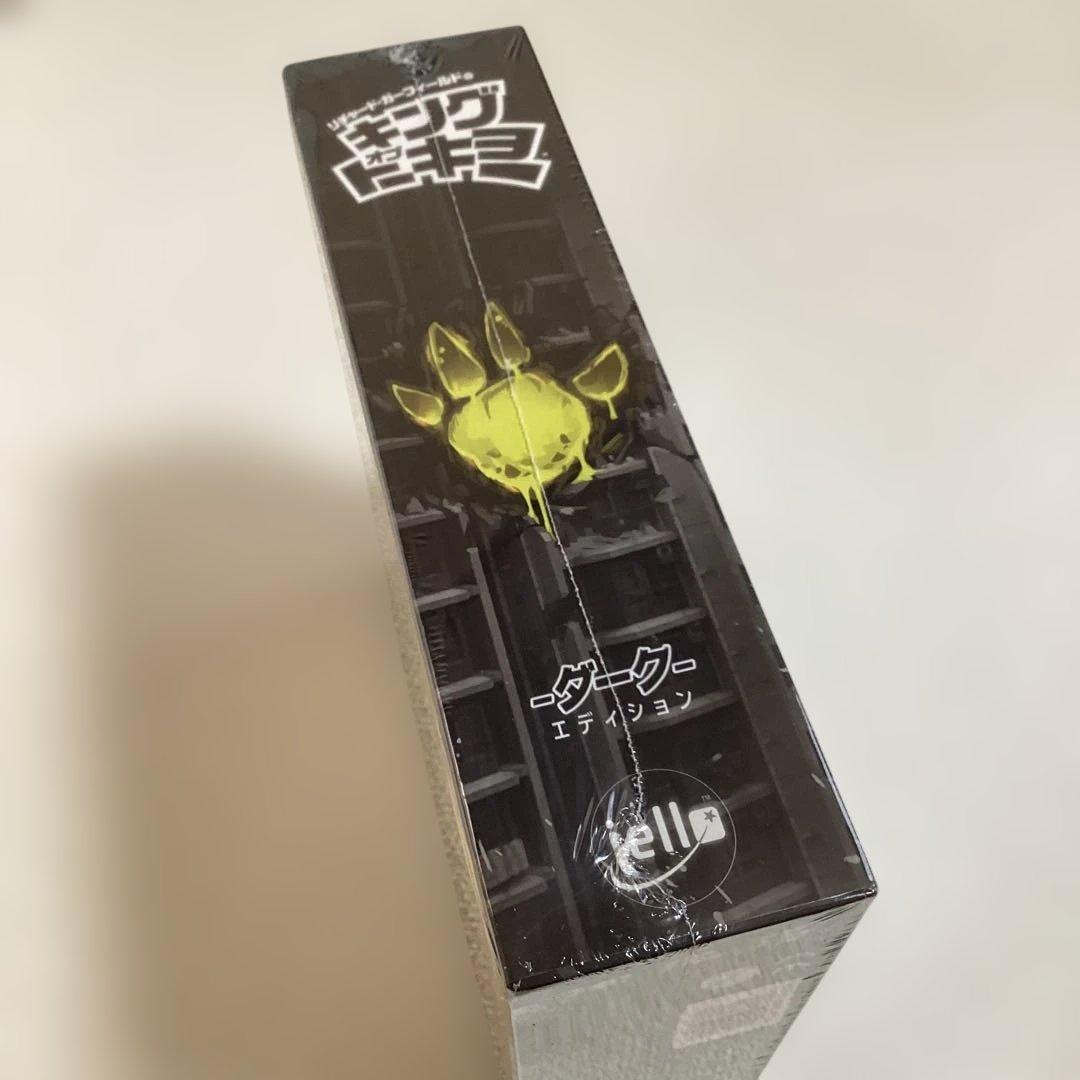 リチャード・ガーフィールドの
キング
オブ
トーキョー
-ダーク-
エディション
iello™